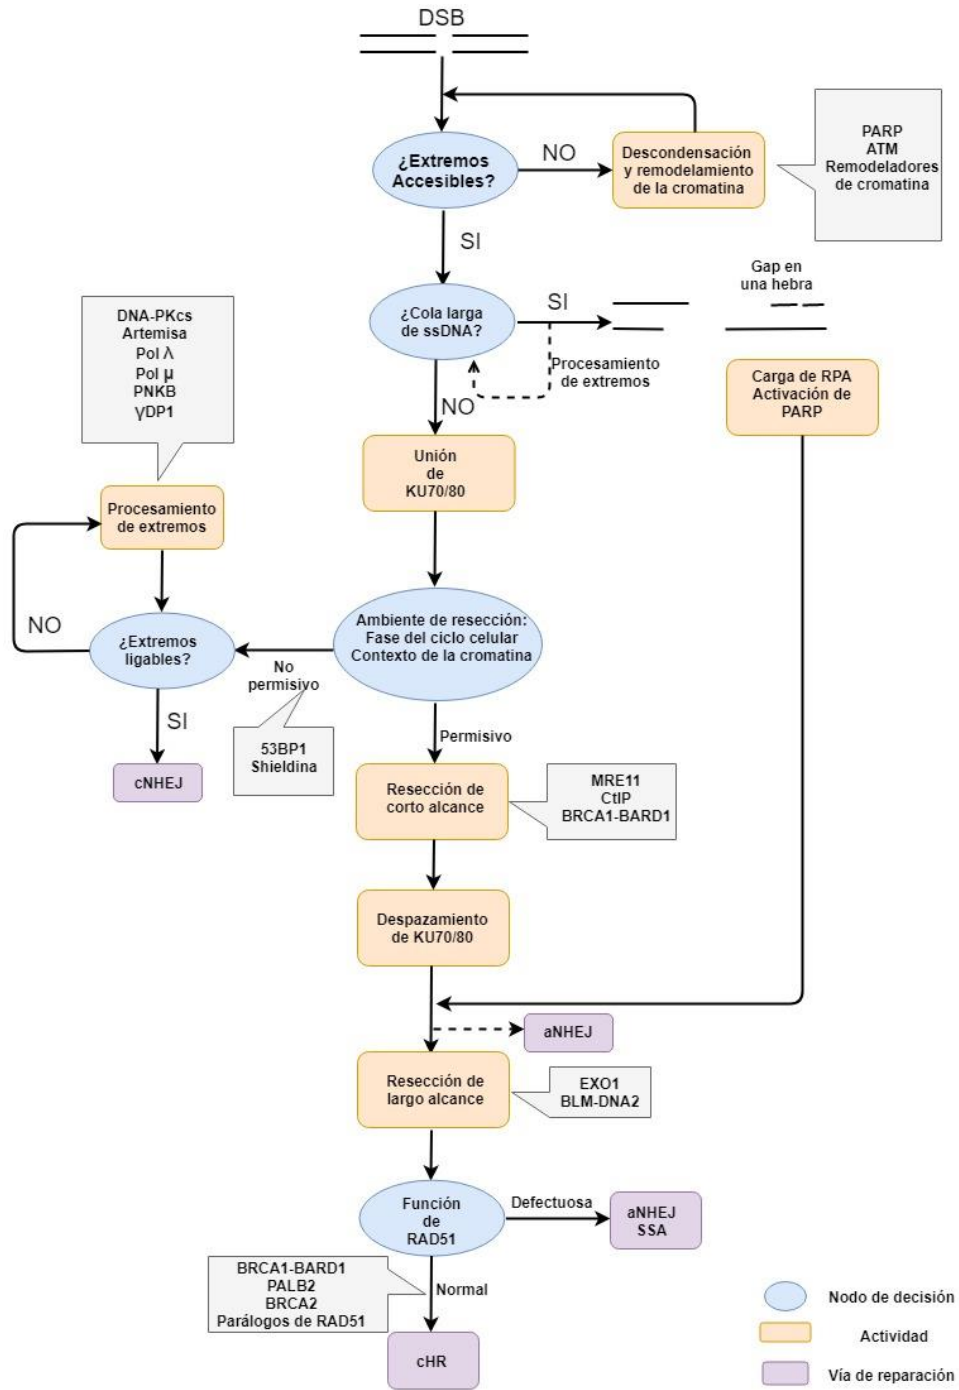 DSB
¿Extremos
Accesibles?
NO
Descondensación
y remodelamiento
de la cromatina
PARP
ATM
Remodeladores
de cromatina
SI
¿Cola larga
de ssDNA?
SI
Procesamiento
de extremos
Gap en
una hebra
Carga de RPA
Activación de
PARP
NO
Unión
de
KU70/80
DNA-PKcs
Artemisa
Pol λ
Pol μ
PNKB
γDP1
Procesamiento
de extremos
NO
¿Extremos
ligables?
SI
cNHEJ
Ambiente de resección:
Fase del ciclo celular
Contexto de la cromatina
No
permisivo
53BP1
Shieldina
Permisivo
Resección de
corto alcance
MRE11
CtIP
BRCA1-BARD1
Despazamiento
de KU70/80
aNHEJ
Resección de
largo alcance
EXO1
BLM-DNA2
Función
de
RAD51
Defectuosa
aNHEJ
SSA
BRCA1-BARD1
PALB2
BRCA2
Parálogos de RAD51
Normal
cHR
Nodo de decisión
Actividad
Vía de reparación